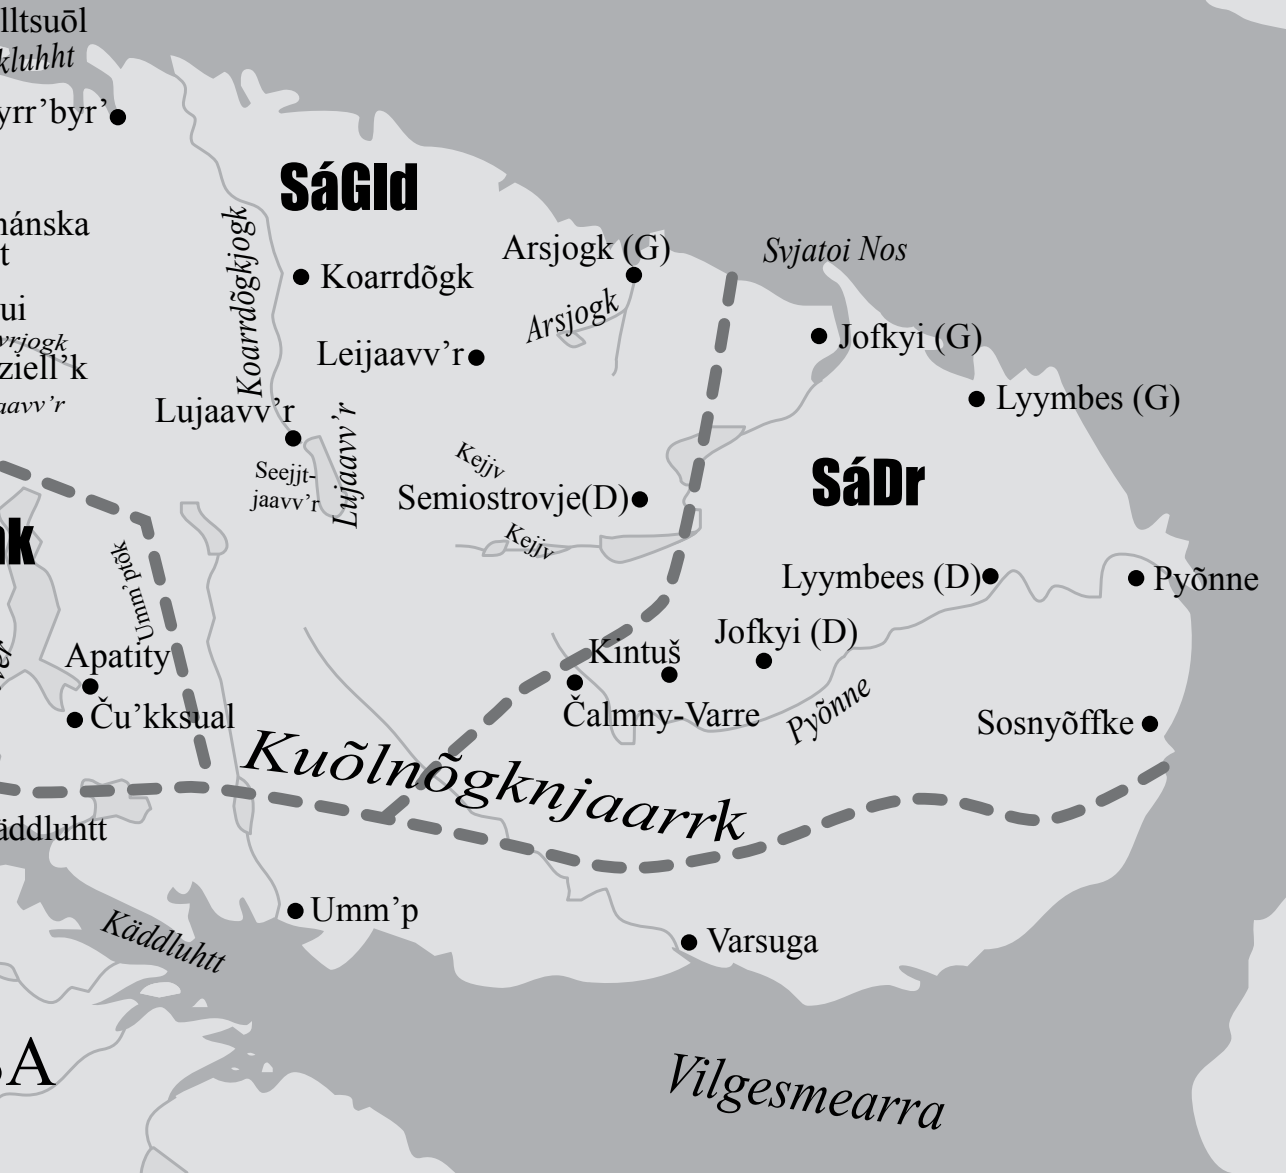 lltsuōl
kluhht
yrr’byr’
SáGld
nánska
t
Koarrdõgkjogk
Arsjogk (G)
Svjatoi Nos
Koarrdõgk
ui
Arsjogk
vrjogk
Jofkyi (G)
ziell’k
Leijaavv’r
aavv’r
Lyymbes (G)
Lujaavv’r
Lujaavv’r
Kejjv
Seejjt-
jaavv’r
SáDr
Semiostrovje(D)
Kejjv
ak
Umm’ptõk
Lyymbees (D)
Pyõnne
Jofkyi (D)
Kintuš
Apatity
Čalmny-Varre
Pyõnne
Ču’kksual
Sosnyõffke
Kuõlnõgknjaarrk
äddluhtt
Umm’p
Varsuga
Käddluhtt
A
Vilgesmearra